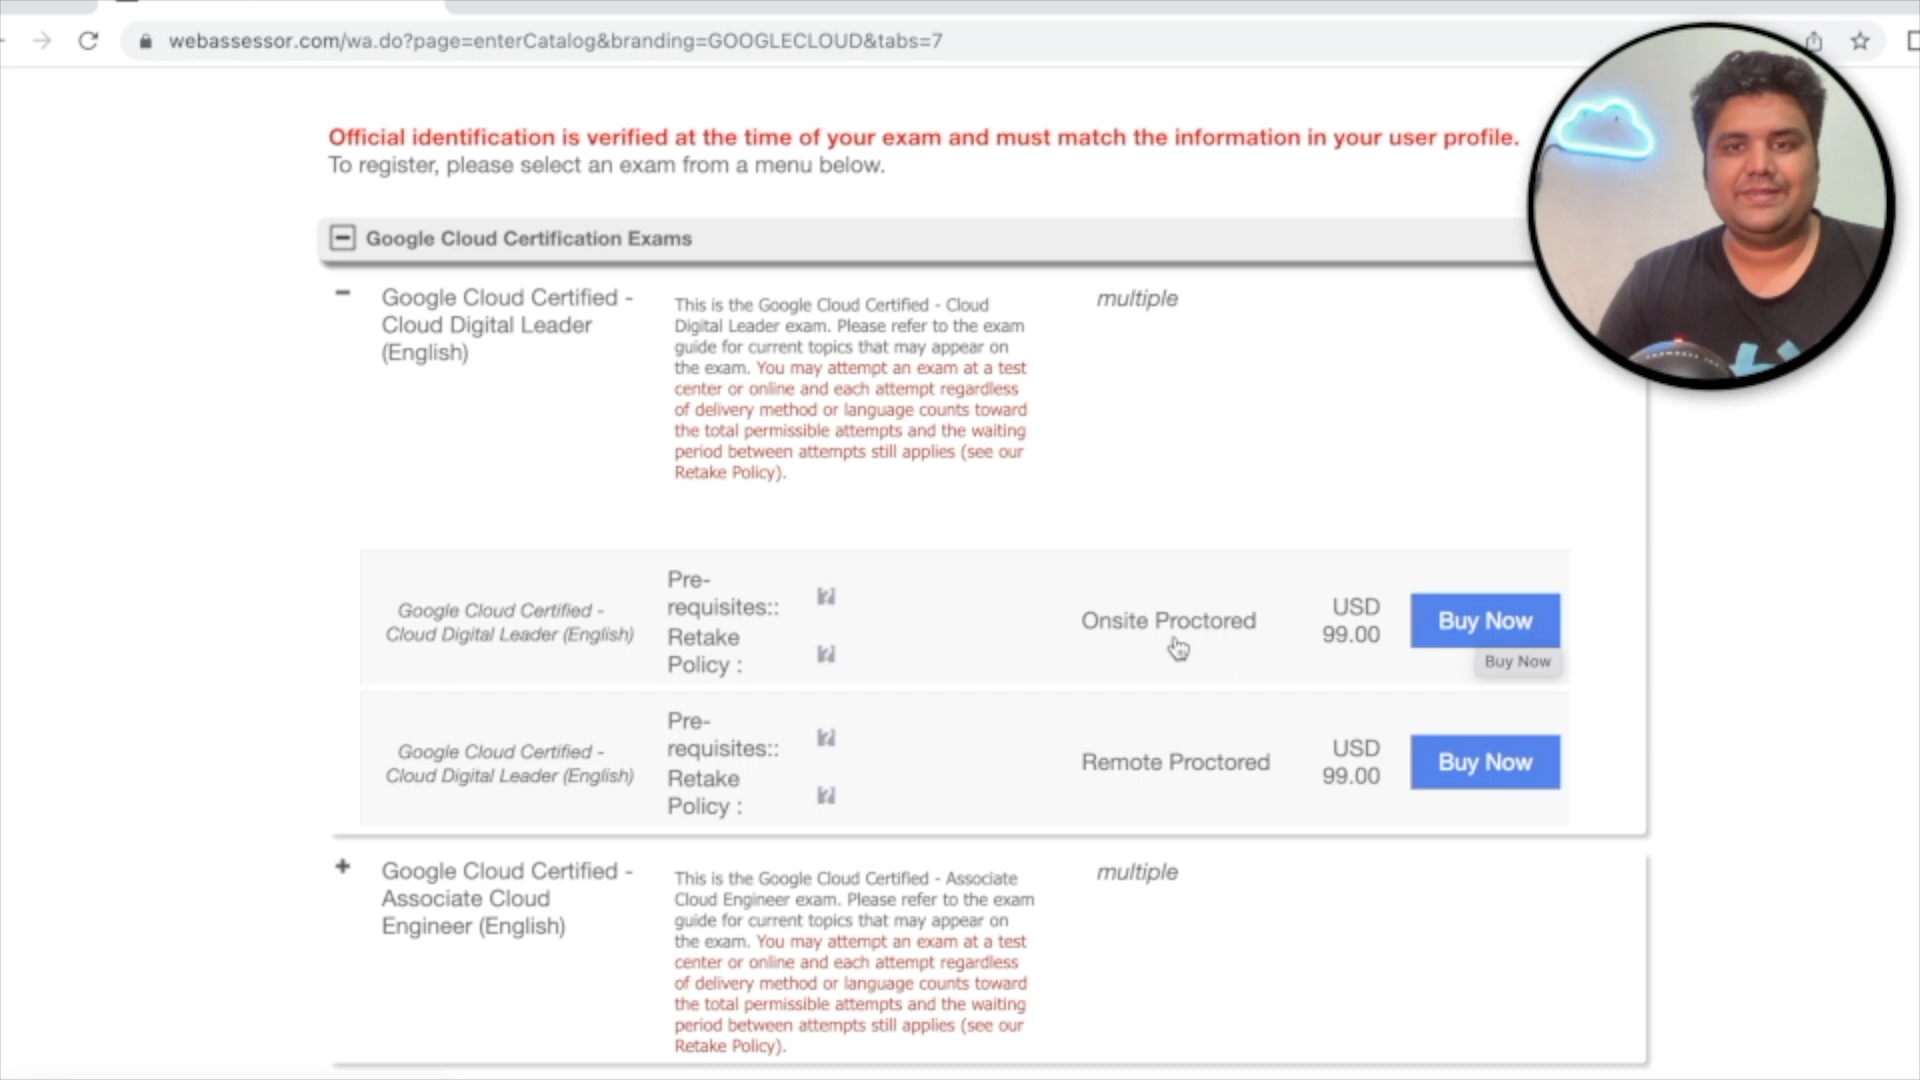 webassessor.com/wa.do?page=enterCatalog&branding=GOOGLECLOUD&tabs=7
Official identification is verified at the time of your exam and must match the information in your user profile.
To register, please select an exam from a menu below.
Google Cloud Certification Exams
Google Cloud Certified -
Cloud Digital Leader
(English)
This is the Google Cloud Certified - Cloud
Digital Leader exam. Please refer to the exam
guide for current topics that may appear on
the exam. You may attempt an exam at a test
center or online and each attempt regardless
of delivery method or language counts toward
the total permissible attempts and the waiting
period between attempts still applies (see our
Retake Policy).
multiple
Google Cloud Certified -
Cloud Digital Leader (English)
Pre-
requisites::
Retake
Policy :
Onsite Proctored
USD
99.00
Buy Now
Buy Now
Google Cloud Certified -
Cloud Digital Leader (English)
Pre-
requisites::
Retake
Policy :
Remote Proctored
USD
99.00
Buy Now
Google Cloud Certified -
Associate Cloud
Engineer (English)
This is the Google Cloud Certified - Associate
Cloud Engineer exam. Please refer to the exam
guide for current topics that may appear on
the exam. You may attempt an exam at a test
center or online and each attempt regardless
of delivery method or language counts toward
the total permissible attempts and the waiting
period between attempts still applies (see our
Retake Policy).
multiple